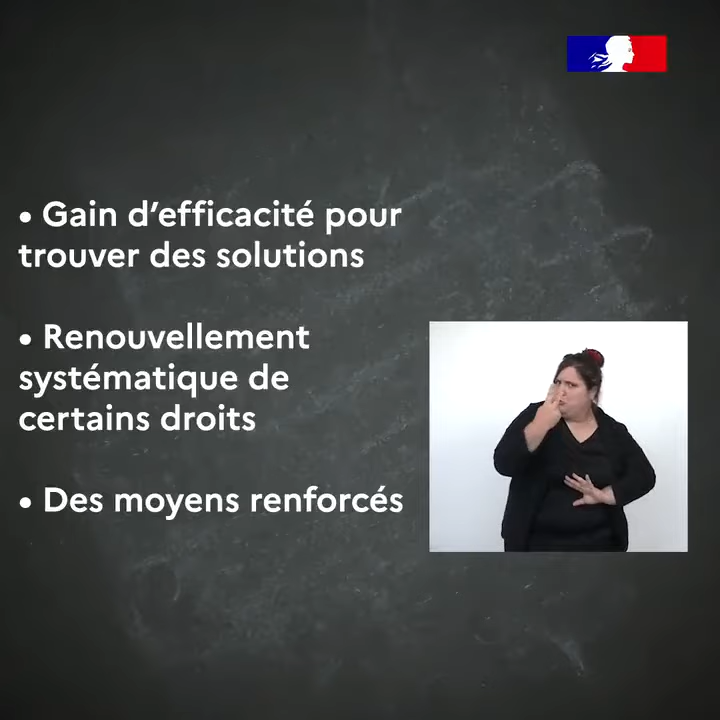 • Gain d’efficacité pour
trouver des solutions
• Renouvellement
systématique de
certains droits
• Des moyens renforcés